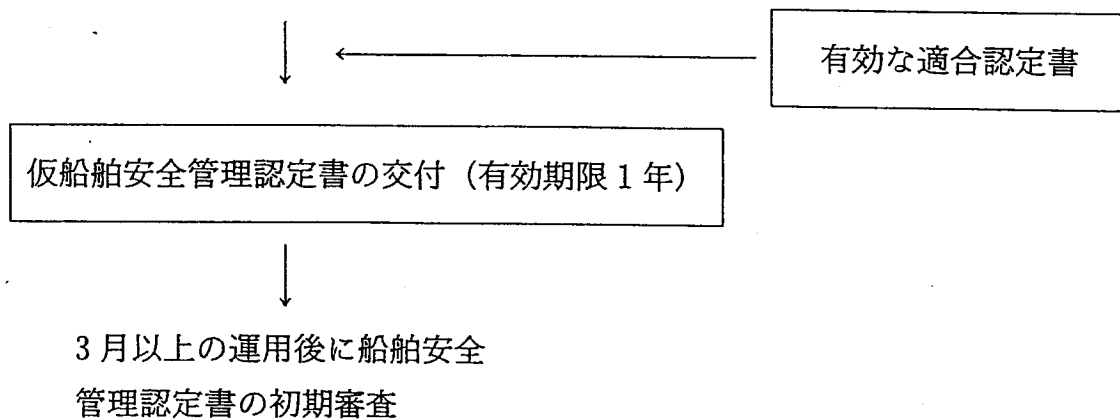 有効な適合認定書
仮船舶安全管理認定書の交付（有効期限1年）
3月以上の運用後に船舶安全
管理認定書の初期審査